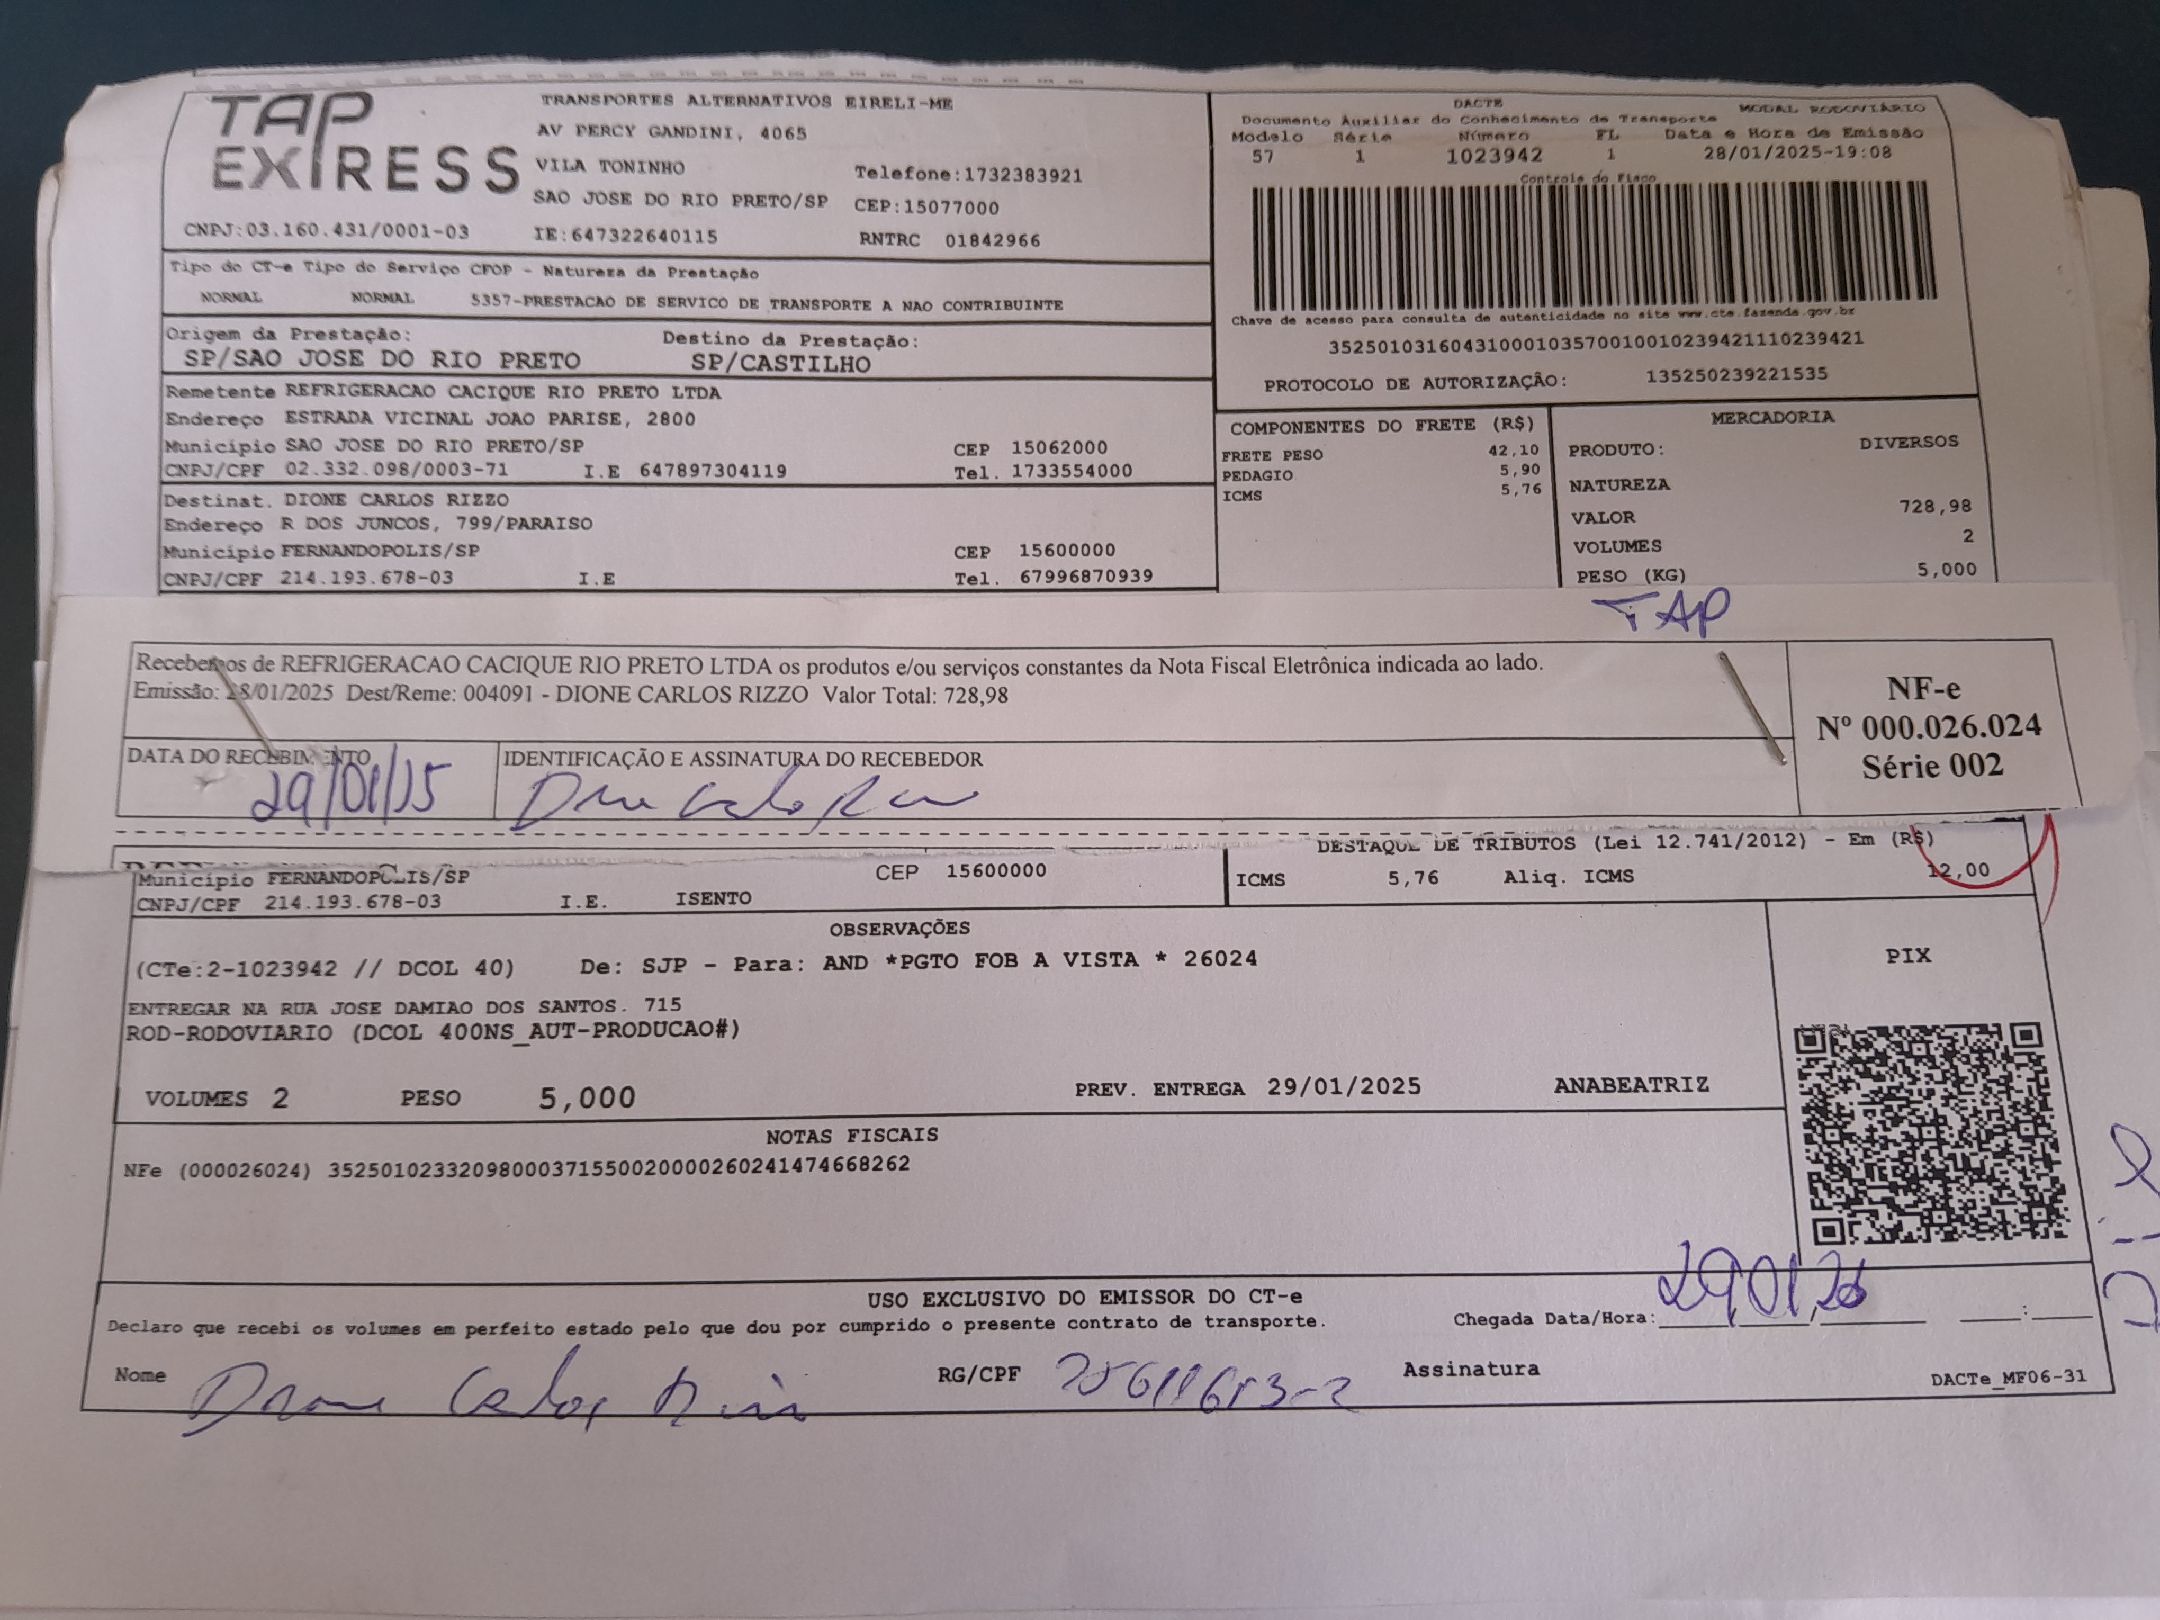 TAP EXPRESS
TRANSPORTES ALTERNATIVOS EIRELI-ME
AV PERCY GANDINI, 4065
VILA TONINHO Telefone:1732383921
SAO JOSE DO RIO PRETO/SP CEP:15077000
CNPJ:03.160.431/0001-03 IE:647322640115 RNTRC 01842966
DACTE MODAL RODOVIÁRIO
Documento Auxiliar do Conhecimento de Transporte
Modelo Série Número FL Data e Hora de Emissão
57 1 1023942 1 28/01/2025-19:08
Controle do Fisco
Chave de acesso para consulta de autenticidade no site www.cte.fazenda.gov.br
35250103160431000103570010010239421110239421
PROTOCOLO DE AUTORIZAÇÃO: 135250239221535
Tipo do CT-e Tipo do Serviço CFOP - Natureza da Prestação
NORMAL NORMAL 5357-PRESTACAO DE SERVICO DE TRANSPORTE A NAO CONTRIBUINTE
Origem da Prestação: Destino da Prestação:
SP/SAO JOSE DO RIO PRETO SP/CASTILHO
Remetente REFRIGERACAO CACIQUE RIO PRETO LTDA
Endereço ESTRADA VICINAL JOAO PARISE, 2800
Município SAO JOSE DO RIO PRETO/SP CEP 15062000
CNPJ/CPF 02.332.098/0003-71 I.E 647897304119 Tel. 1733554000
Destinat. DIONE CARLOS RIZZO
Endereço R DOS JUNCOS, 799/PARAISO
Município FERNANDOPOLIS/SP CEP 15600000
CNPJ/CPF 214.193.678-03 I.E Tel. 67996870939
COMPONENTES DO FRETE (R$)
FRETE PESO 42,10
PEDAGIO 5,90
ICMS 5,76
MERCADORIA
PRODUTO: DIVERSOS
NATUREZA
VALOR 728,98
VOLUMES 2
PESO (KG) 5,000
TAP
Recebemos de REFRIGERACAO CACIQUE RIO PRETO LTDA os produtos e/ou serviços constantes da Nota Fiscal Eletrônica indicada ao lado.
Emissão: 28/01/2025 Dest/Reme: 004091 - DIONE CARLOS RIZZO Valor Total: 728,98
NF-e
Nº 000.026.024
Série 002
DATA DO RECEBIMENTO IDENTIFICAÇÃO E ASSINATURA DO RECEBEDOR
29/01/25
DESTAQUE DE TRIBUTOS (Lei 12.741/2012) - Em (R$)
Município FERNANDOPOLIS/SP CEP 15600000
ICMS 5,76 Aliq. ICMS 12,00
CNPJ/CPF 214.193.678-03 I.E. ISENTO
OBSERVAÇÕES
(CTe:2-1023942 // DCOL 40) De: SJP - Para: AND *PGTO FOB A VISTA * 26024
ENTREGAR NA RUA JOSE DAMIAO DOS SANTOS. 715
ROD-RODOVIARIO (DCOL 400NS_AUT-PRODUCAO#)
VOLUMES 2 PESO 5,000 PREV. ENTREGA 29/01/2025 ANABEATRIZ
PIX
NOTAS FISCAIS
NFe (000026024) 35250102332098000371550020000260241474668262
USO EXCLUSIVO DO EMISSOR DO CT-e
Declaro que recebi os volumes em perfeito estado pelo que dou por cumprido o presente contrato de transporte.
Chegada Data/Hora:
Nome RG/CPF Assinatura
DACTe_MF06-31